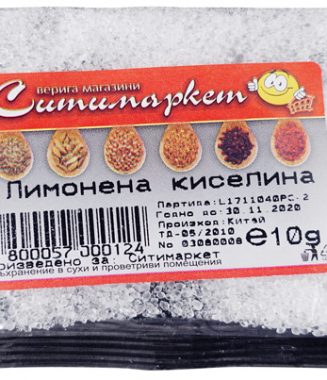 верига магазини
Ситимаркет
Лимонена киселина
Партида: L1711040PC-2
Годно до: 30.11.2020
Произход: Китай
ТД-05/2010
No 03080008
e10g
800057 000124
Произведено за: Ситимаркет
Съхранение в сухи и проветриви помещения